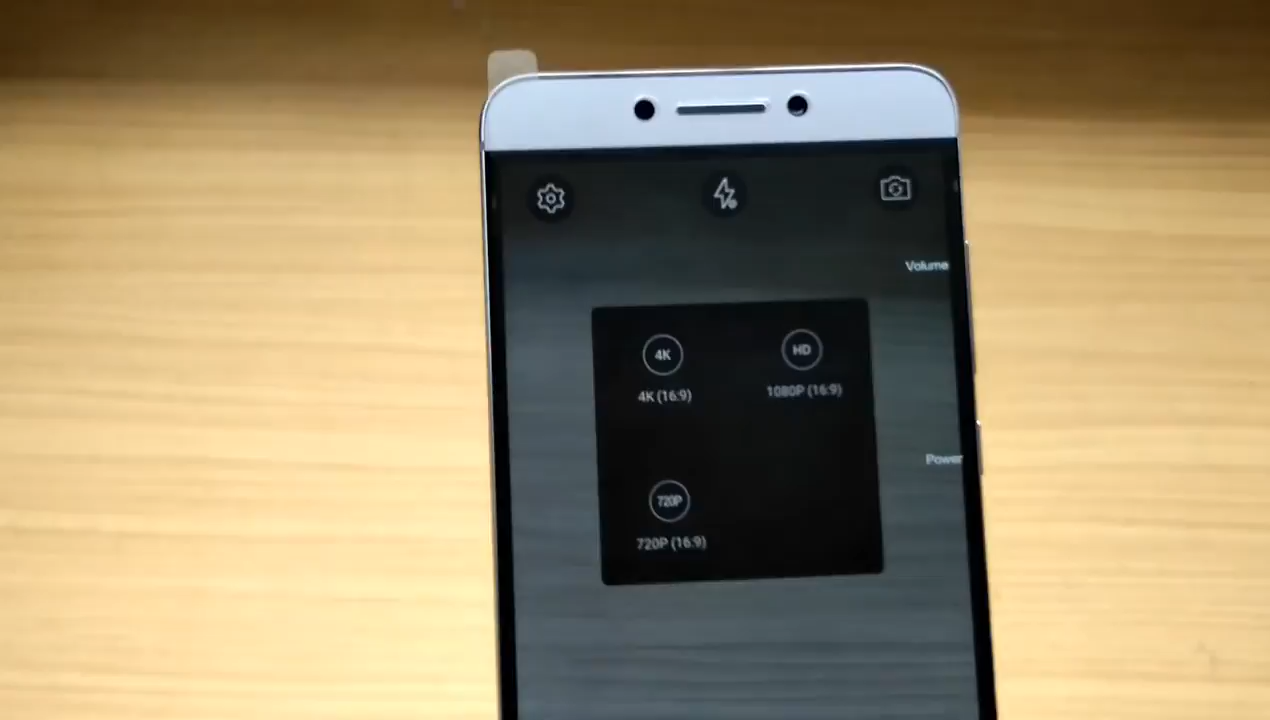 Volume
4K
HD
4K (16:9)
1080P (16:9)
Power
720P
720P (16:9)